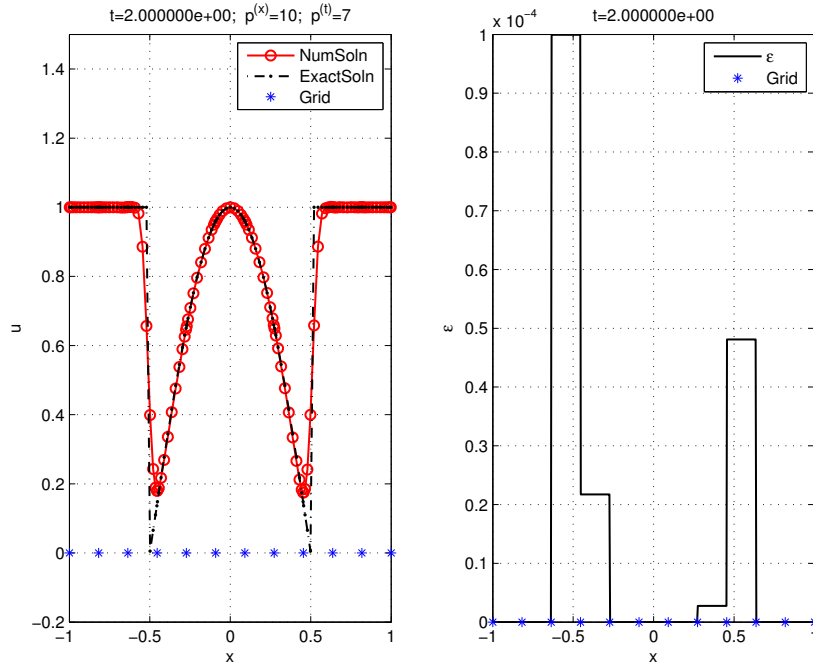 t=2.000000e+00; p^(x)=10; p^(t)=7
NumSoln
ExactSoln
Grid
1.4
1.2
1
0.8
0.6
0.4
0.2
0
−0.2
u
−1
−0.5
0
0.5
1
x
x 10^−4
t=2.000000e+00
ε
Grid
1
0.9
0.8
0.7
0.6
0.5
0.4
0.3
0.2
0.1
0
ε
−1
−0.5
0
0.5
1
x